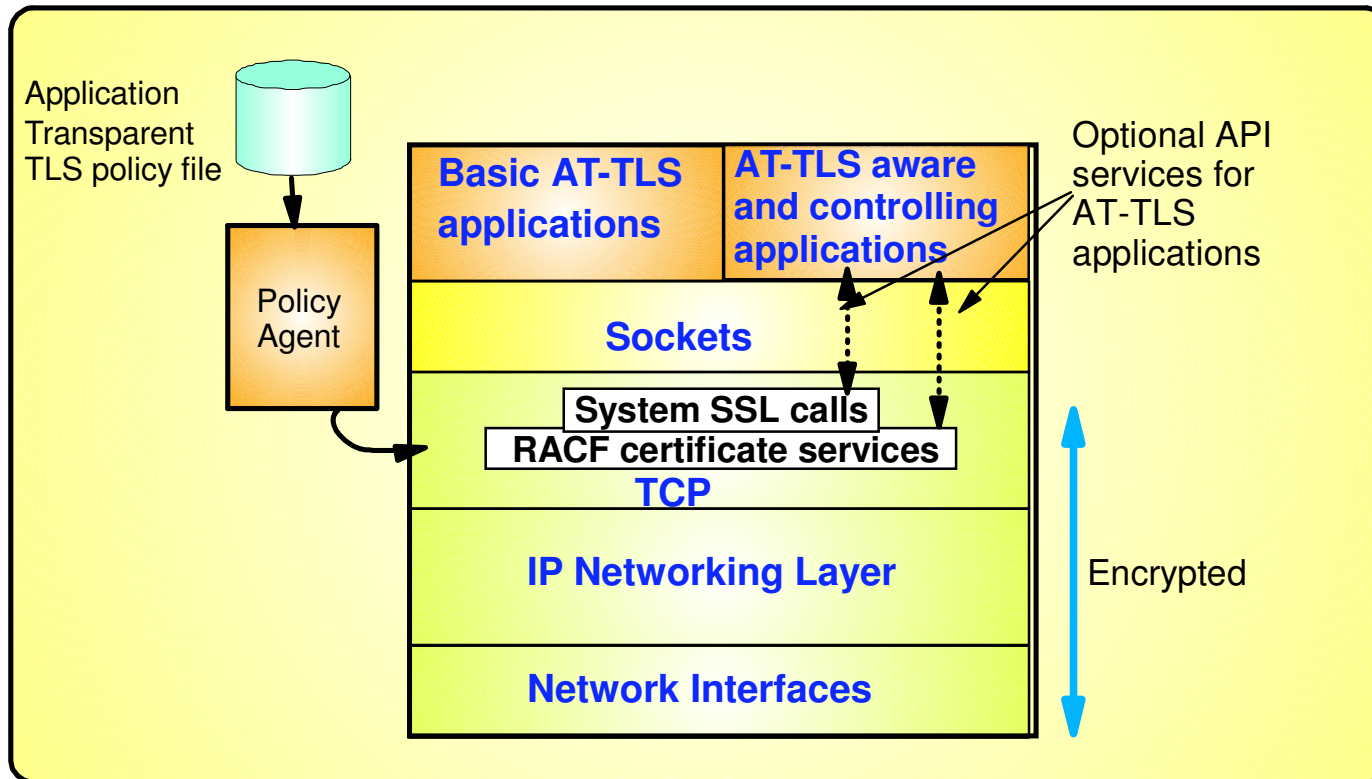 Application
Transparent
TLS policy file
Policy
Agent
Basic AT-TLS
applications
AT-TLS aware
and controlling
applications
Optional API
services for
AT-TLS
applications
Sockets
System SSL calls
RACF certificate services
TCP
IP Networking Layer
Network Interfaces
Encrypted